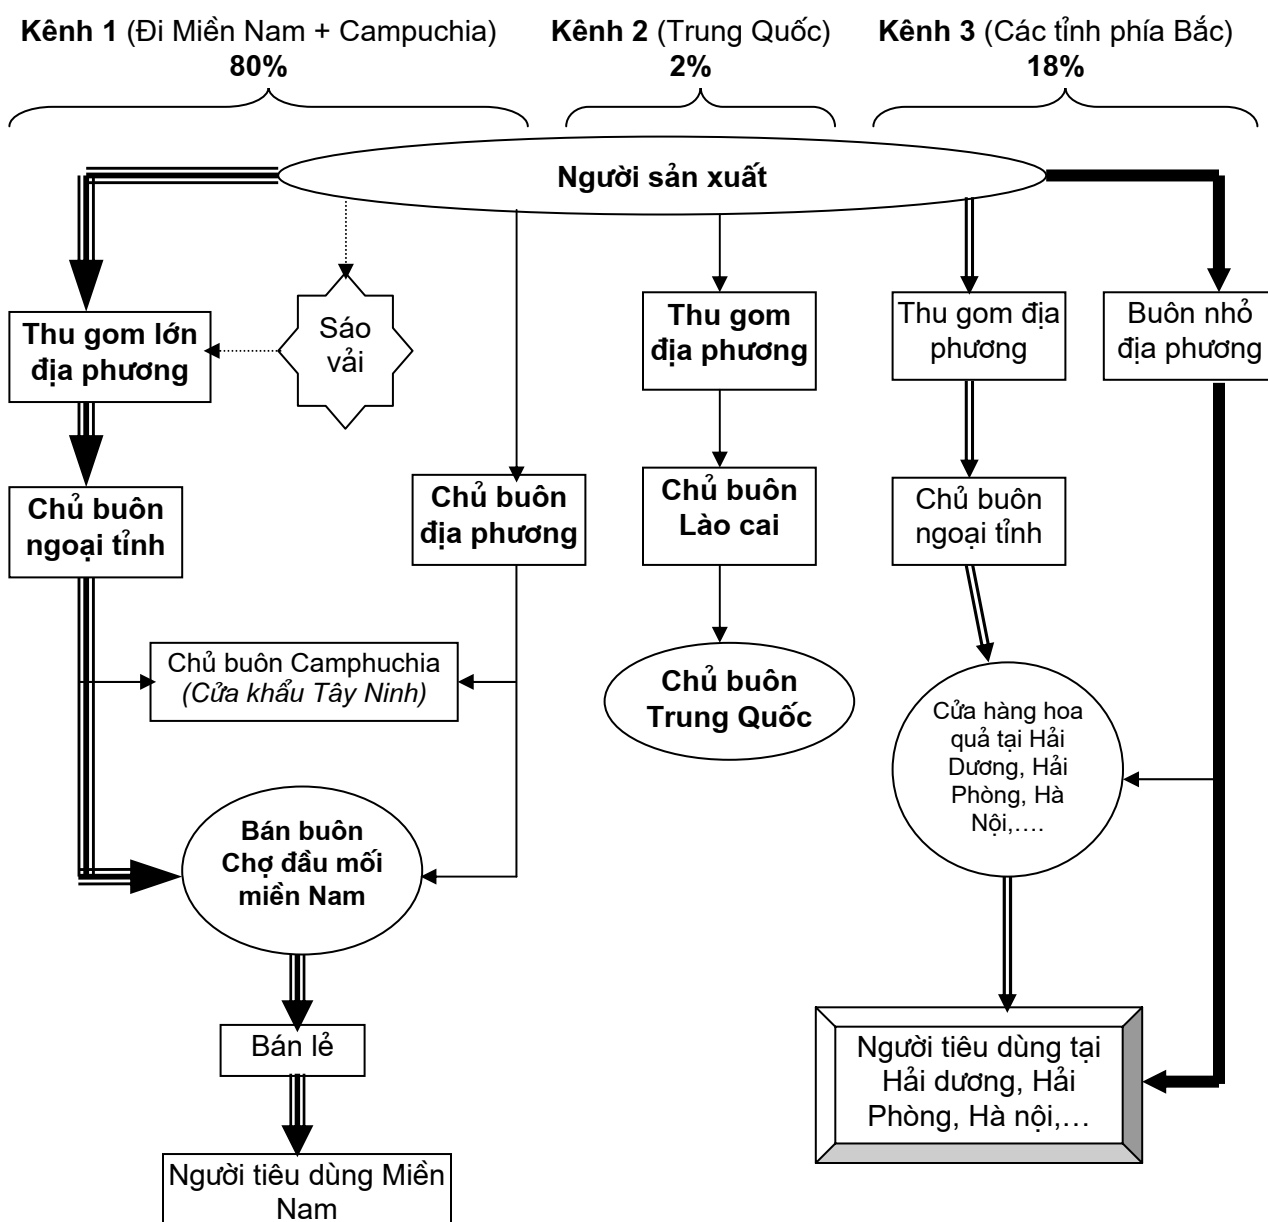 Kênh 1 (Đi Miền Nam + Campuchia)
80%
Kênh 2 (Trung Quốc)
2%
Kênh 3 (Các tỉnh phía Bắc)
18%
Người sản xuất
Thu gom lớn
địa phương
Sáo
vải
Thu gom
địa phương
Thu gom địa
phương
Buôn nhỏ
địa phương
Chủ buôn
ngoại tỉnh
Chủ buôn
địa phương
Chủ buôn
Lào cai
Chủ buôn
ngoại tỉnh
Chủ buôn Camphuchia
(Cửa khẩu Tây Ninh)
Chủ buôn
Trung Quốc
Cửa hàng hoa
quả tại Hải
Dương, Hải
Phòng, Hà
Nội,....
Bán buôn
Chợ đầu mối
miền Nam
Bán lẻ
Người tiêu dùng tại
Hải dương, Hải
Phòng, Hà nội,...
Người tiêu dùng Miền
Nam